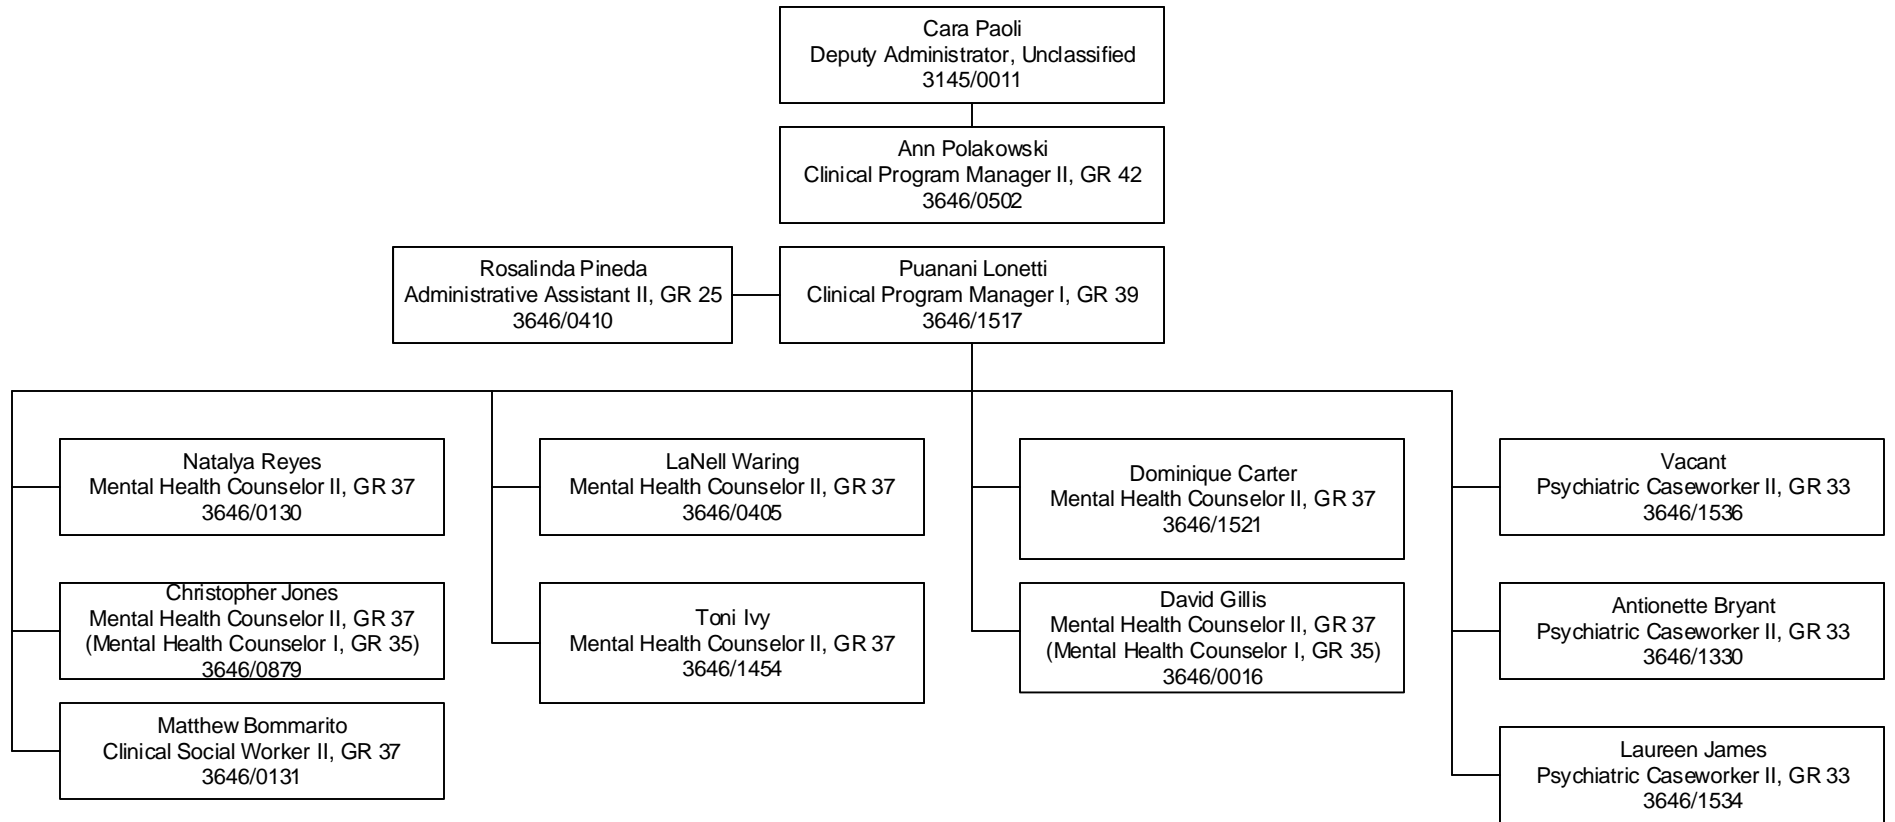 Cara Paoli
Deputy Administrator, Unclassified
3145/0011
Ann Polakowski
Clinical Program Manager II, GR 42
3646/0502
Rosalinda Pineda
Administrative Assistant II, GR 25
3646/0410
Puanani Lonetti
Clinical Program Manager I, GR 39
3646/1517
Natalya Reyes
Mental Health Counselor II, GR 37
3646/0130
Christopher Jones
Mental Health Counselor II, GR 37
(Mental Health Counselor I, GR 35)
3646/0879
Matthew Bommarito
Clinical Social Worker II, GR 37
3646/0131
LaNell Waring
Mental Health Counselor II, GR 37
3646/0405
Toni Ivy
Mental Health Counselor II, GR 37
3646/1454
Dominique Carter
Mental Health Counselor II, GR 37
3646/1521
David Gillis
Mental Health Counselor II, GR 37
(Mental Health Counselor I, GR 35)
3646/0016
Vacant
Psychiatric Caseworker II, GR 33
3646/1536
Antionette Bryant
Psychiatric Caseworker II, GR 33
3646/1330
Laureen James
Psychiatric Caseworker II, GR 33
3646/1534